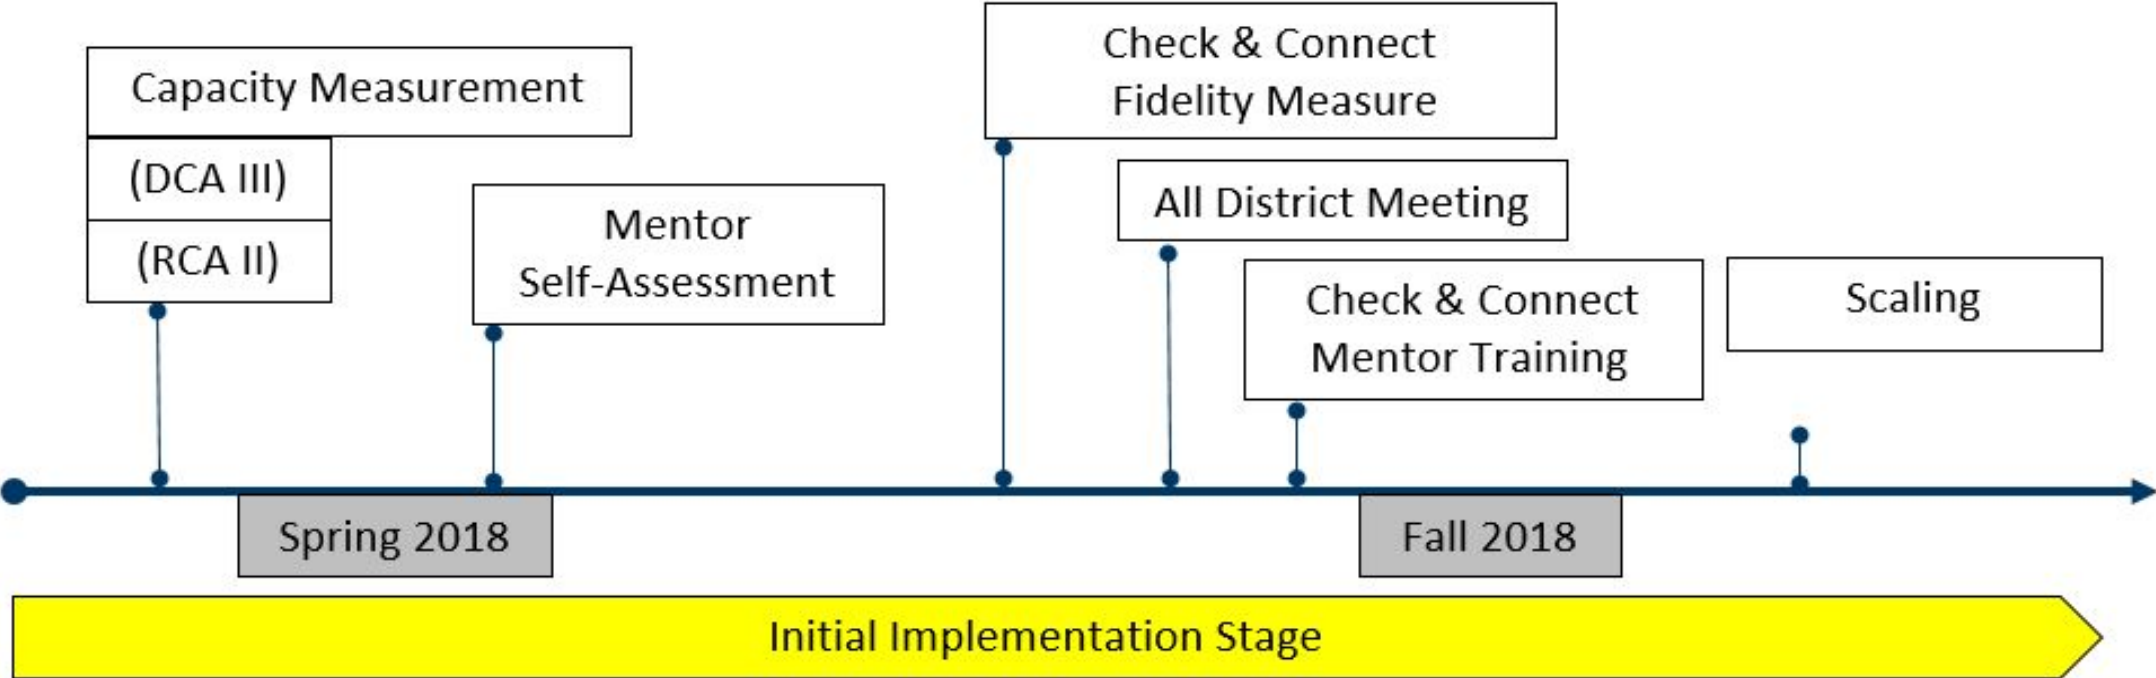 Capacity Measurement
(DCA III)
(RCA II)
Mentor
Self-Assessment
Check & Connect
Fidelity Measure
All District Meeting
Check & Connect
Mentor Training
Scaling
Spring 2018
Fall 2018
Initial Implementation Stage